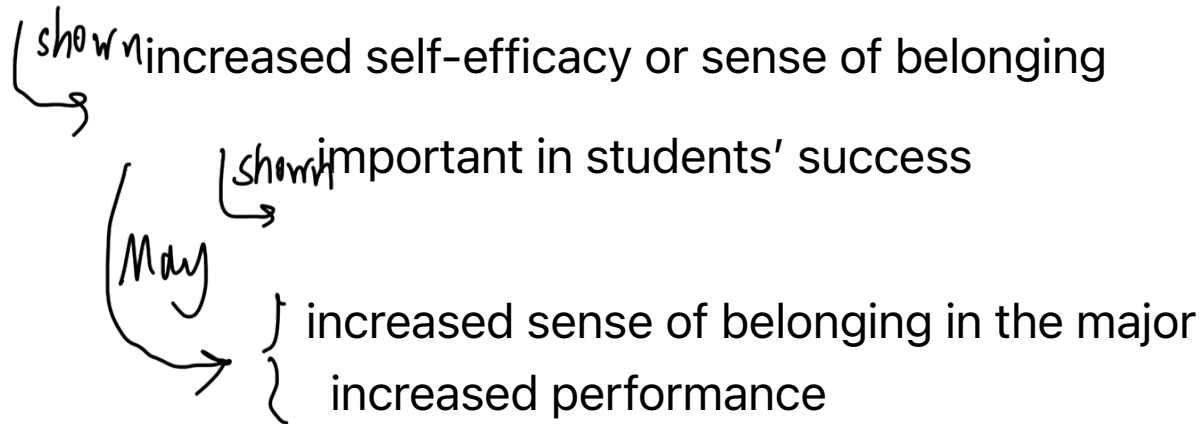 shown increased self-efficacy or sense of belonging
shown important in students' success
May
increased sense of belonging in the major
increased performance